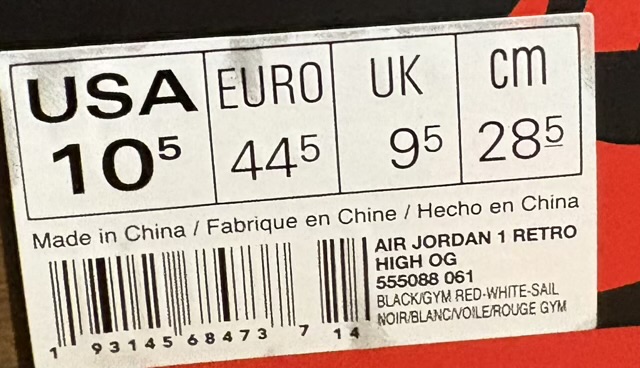 USA EURO UK cm
10⁵ 44⁵ 9⁵ 28⁵
Made in China / Fabrique en Chine / Hecho en China
AIR JORDAN 1 RETRO
HIGH OG
555088 061
BLACK/GYM RED-WHITE-SAIL
NOIR/BLANC/VOILE/ROUGE GYM
1 93145 68473 7 14